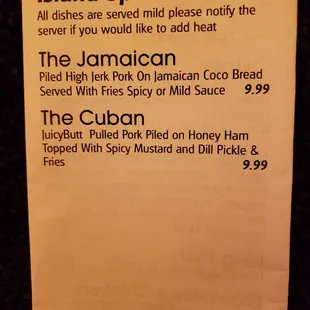 All dishes are served mild please notify the
server if you would like to add heat
The Jamaican
Piled High Jerk Pork On Jamaican Coco Bread
Served With Fries Spicy or Mild Sauce 9.99
The Cuban
JuicyButt Pulled Pork Piled on Honey Ham
Topped With Spicy Mustard and Dill Pickle &
Fries 9.99